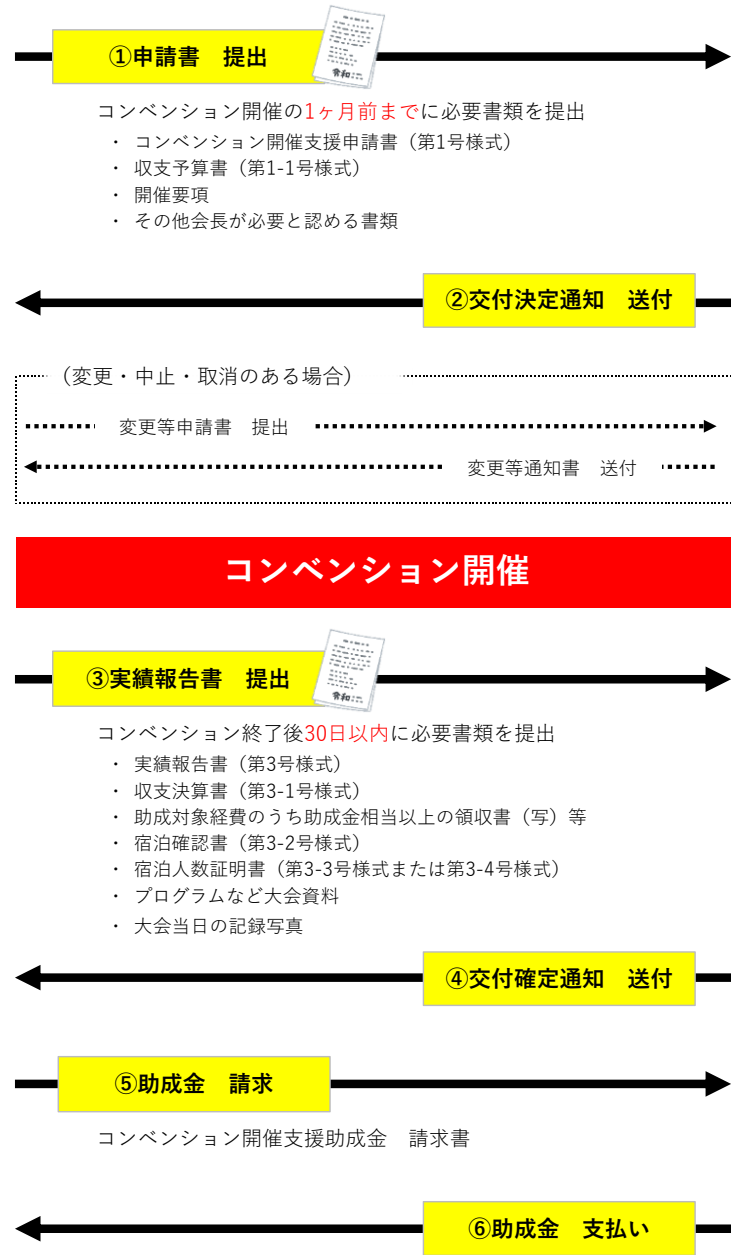 ①申請書　提出
令和
コンベンション開催の1ヶ月前までに必要書類を提出
・ コンベンション開催支援申請書（第1号様式）
・ 収支予算書（第1-1号様式）
・ 開催要項
・ その他会長が必要と認める書類
②交付決定通知　送付
（変更・中止・取消のある場合）
変更等申請書　提出
変更等通知書　送付
コンベンション開催
③実績報告書　提出
令和
コンベンション終了後30日以内に必要書類を提出
・ 実績報告書（第3号様式）
・ 収支決算書（第3-1号様式）
・ 助成対象経費のうち助成金相当以上の領収書（写）等
・ 宿泊確認書（第3-2号様式）
・ 宿泊人数証明書（第3-3号様式または第3-4号様式）
・ プログラムなど大会資料
・ 大会当日の記録写真
④交付確定通知　送付
⑤助成金　請求
コンベンション開催支援助成金　請求書
⑥助成金　支払い